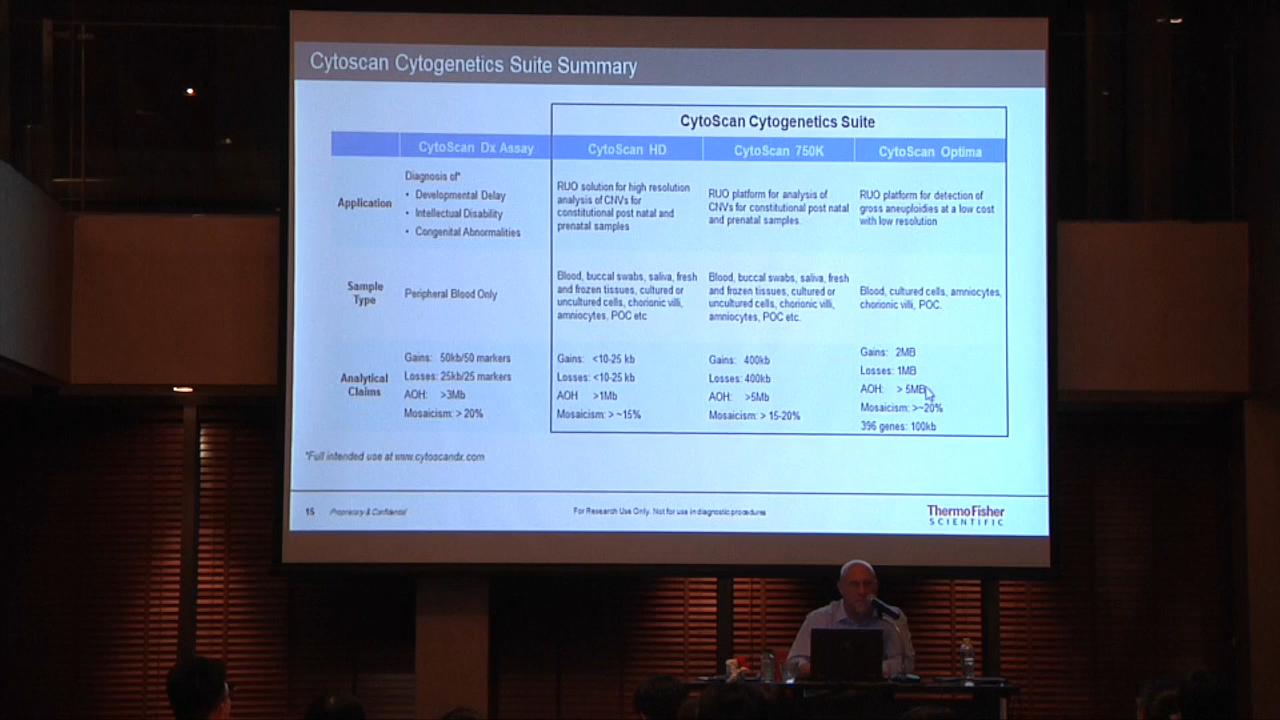 Cytoscan Cytogenetics Suite Summary
CytoScan Cytogenetics Suite
CytoScan Dx Assay
CytoScan HD
CytoScan 750K
CytoScan Optima
Application
Diagnosis of*
• Developmental Delay
• Intellectual Disability
• Congenital Abnormalities
RUO solution for high resolution
analysis of CNVs for
constitutional post natal and
prenatal samples
RUO platform for analysis of
CNVs for constitutional post natal
and prenatal samples
RUO platform for detection of
gross aneuploidies at a low cost
with low resolution
Sample
Type
Peripheral Blood Only
Blood, buccal swabs, saliva, fresh
and frozen tissues, cultured or
uncultured cells, chorionic villi,
amniocytes, POC etc
Blood, buccal swabs, saliva, fresh
and frozen tissues, cultured or
uncultured cells, chorionic villi,
amniocytes, POC etc.
Blood, cultured cells, amniocytes,
chorionic villi, POC.
Analytical
Claims
Gains: 50kb/50 markers
Losses: 25kb/25 markers
AOH: >3Mb
Mosaicism: > 20%
Gains: <10-25 kb
Losses: <10-25 kb
AOH >1Mb
Mosaicism: > ~15%
Gains: 400kb
Losses: 400kb
AOH: >5Mb
Mosaicism: > 15-20%
Gains: 2MB
Losses: 1MB
AOH: > 5MB
Mosaicism: >~20%
396 genes: 100kb
*Full intended use at www.cytoscandx.com
15
Proprietary & Confidential
For Research Use Only. Not for use in diagnostic procedures
ThermoFisher
SCIENTIFIC